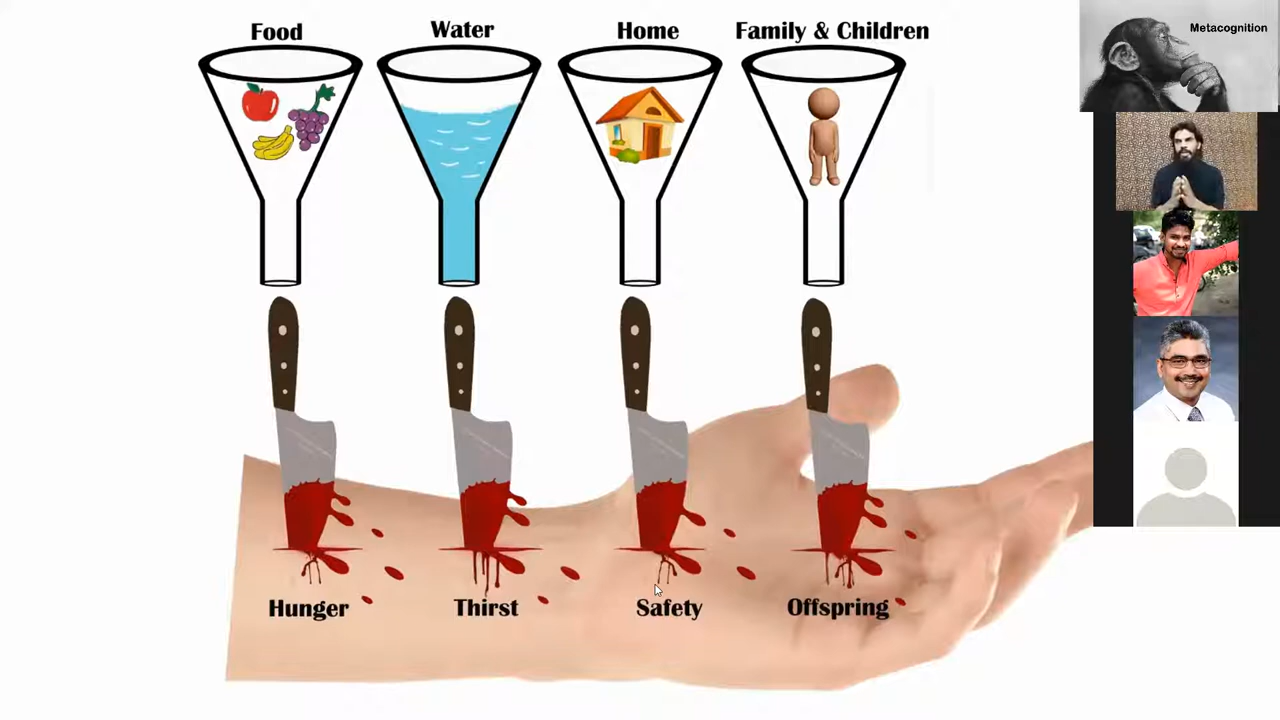 Food
Water
Home
Family & Children
Metacognition
Hunger
Thirst
Safety
Offspring